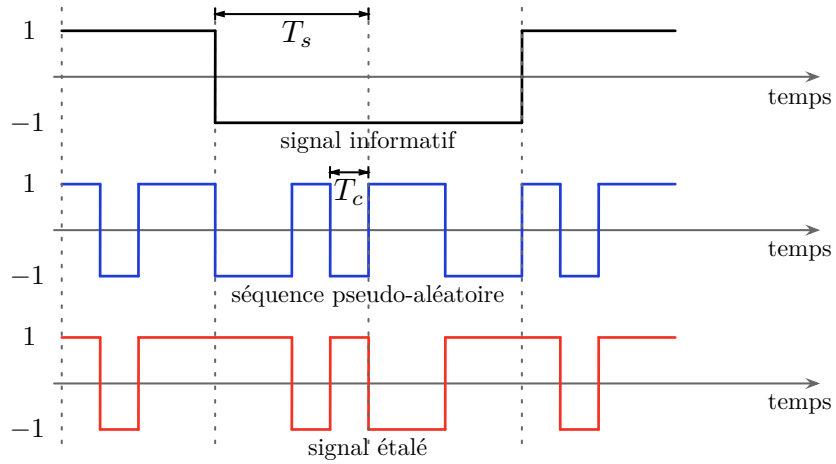 1
T_s
temps
−1
signal informatif
1
T_c
temps
−1
séquence pseudo-aléatoire
1
temps
−1
signal étalé